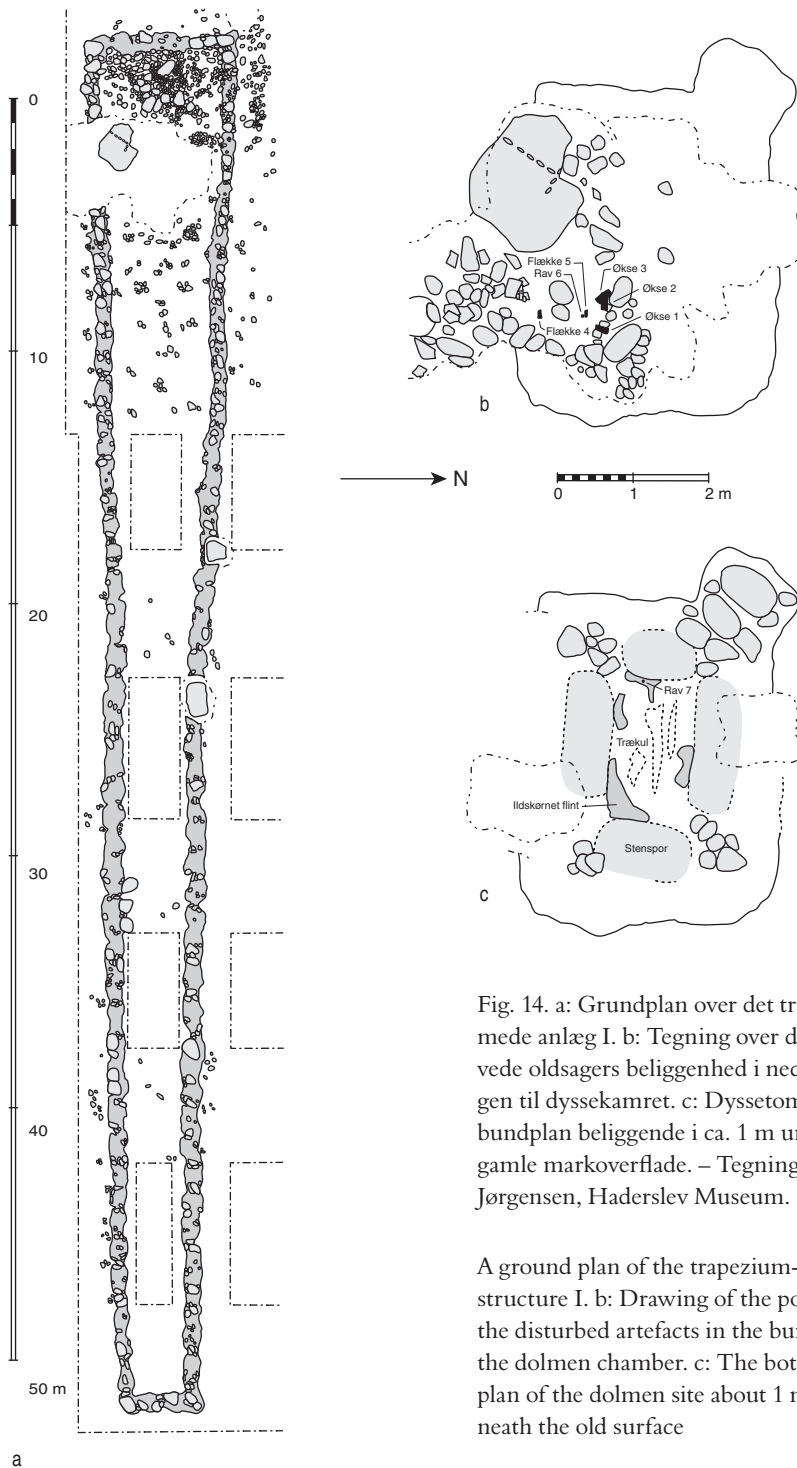 0
10
20
30
40
50 m
a
Flække 5
Rav 6
Økse 3
Økse 2
Økse 1
Flække 4
b
N
0 1 2 m
Rav 7
Trækul
Ildskørnet flint
Stenspor
c
Fig. 14. a: Grundplan over det tr
mede anlæg I. b: Tegning over d
vede oldsagers beliggenhed i ned
gen til dyssekamret. c: Dyssetom
bundplan beliggende i ca. 1 m un
gamle markoverflade. – Tegning
Jørgensen, Haderslev Museum.
A ground plan of the trapezium-
structure I. b: Drawing of the po
the disturbed artefacts in the bur
the dolmen chamber. c: The bot
plan of the dolmen site about 1 m
neath the old surface